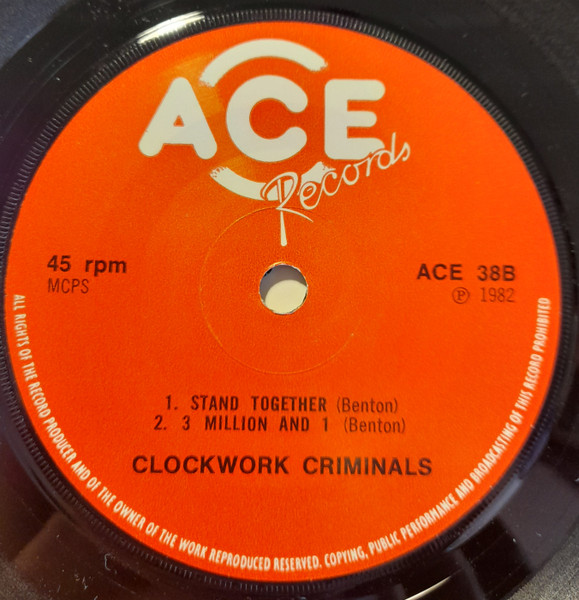 ACE
Records
45 rpm
MCPS
ACE 38B
℗ 1982
1. STAND TOGETHER (Benton)
2. 3 MILLION AND 1 (Benton)
CLOCKWORK CRIMINALS
ALL RIGHTS OF THE RECORD PRODUCER AND OF THE OWNER OF THE WORK REPRODUCED RESERVED. COPYING, PUBLIC PERFORMANCE AND BROADCASTING OF THIS RECORD PROHIBITED